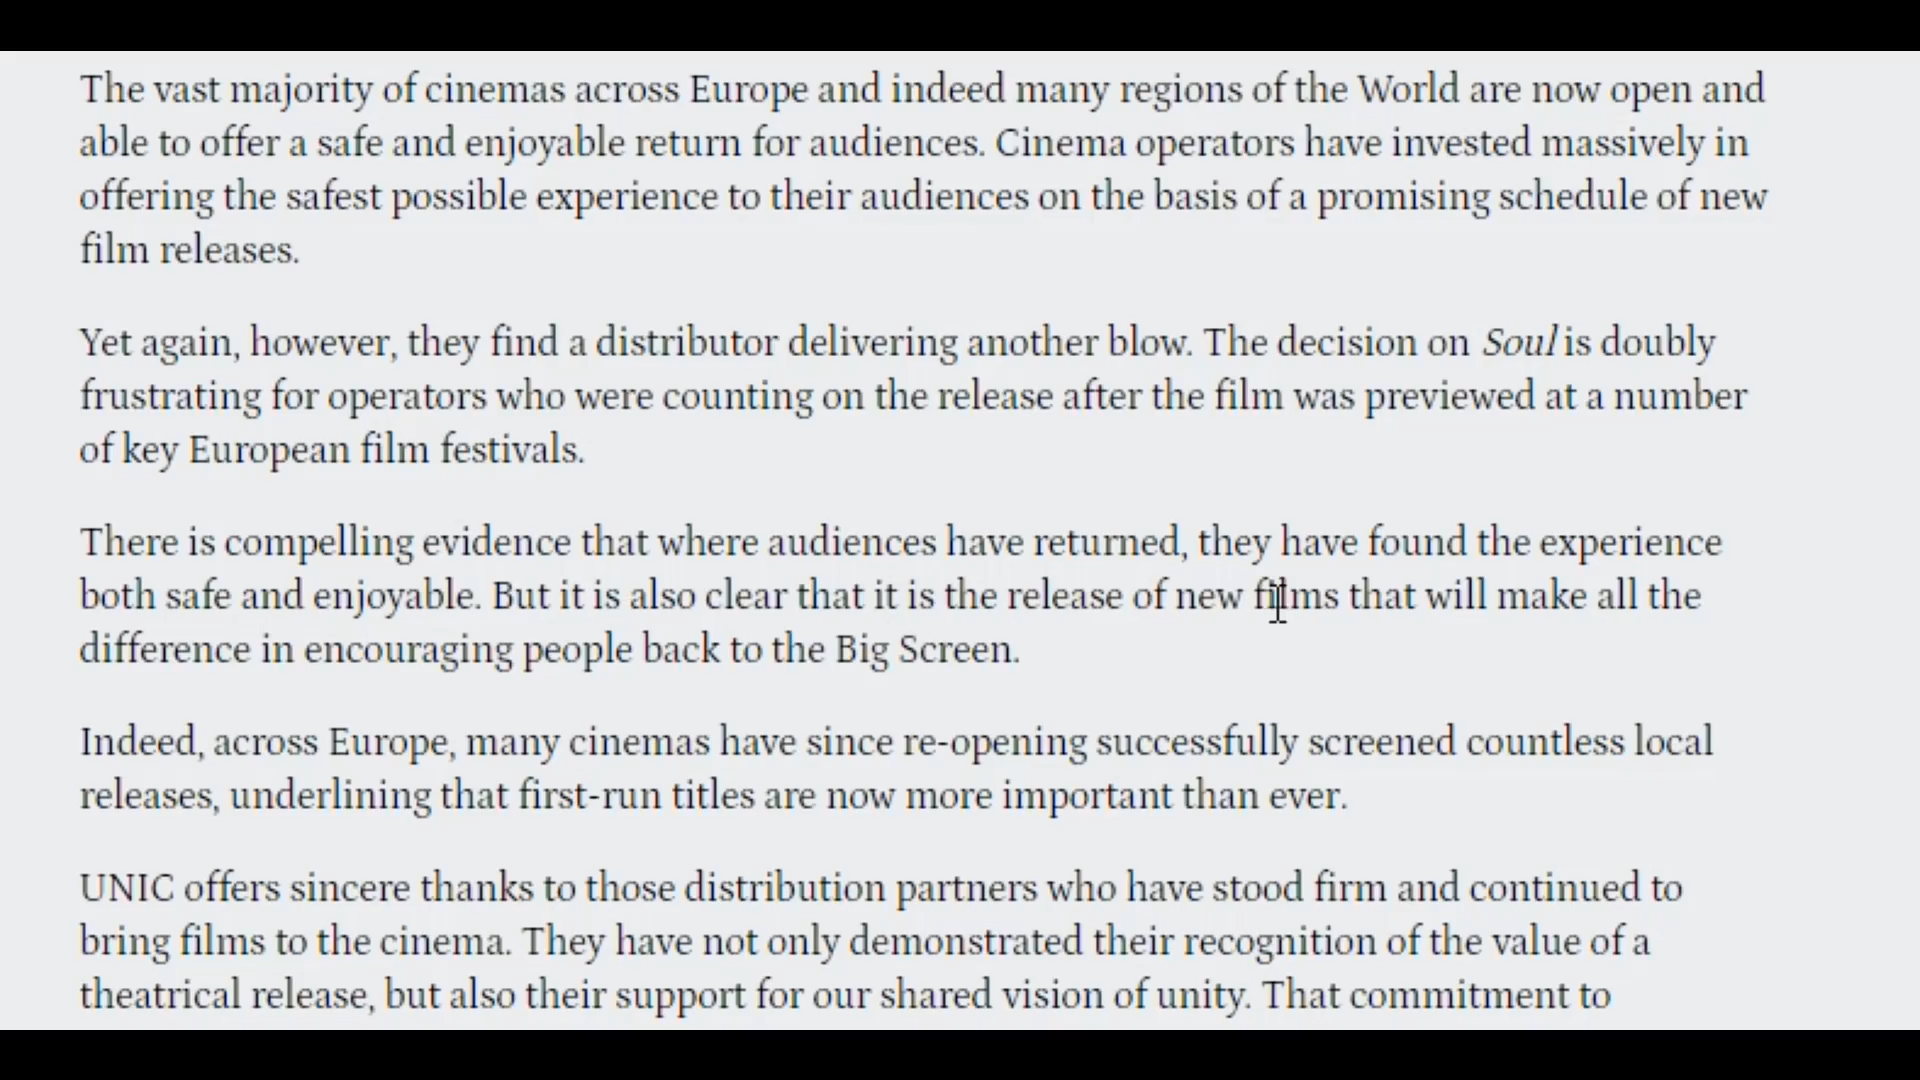 The vast majority of cinemas across Europe and indeed many regions of the World are now open and
able to offer a safe and enjoyable return for audiences. Cinema operators have invested massively in
offering the safest possible experience to their audiences on the basis of a promising schedule of new
film releases.
Yet again, however, they find a distributor delivering another blow. The decision on Soul is doubly
frustrating for operators who were counting on the release after the film was previewed at a number
of key European film festivals.
There is compelling evidence that where audiences have returned, they have found the experience
both safe and enjoyable. But it is also clear that it is the release of new films that will make all the
difference in encouraging people back to the Big Screen.
Indeed, across Europe, many cinemas have since re-opening successfully screened countless local
releases, underlining that first-run titles are now more important than ever.
UNIC offers sincere thanks to those distribution partners who have stood firm and continued to
bring films to the cinema. They have not only demonstrated their recognition of the value of a
theatrical release, but also their support for our shared vision of unity. That commitment to